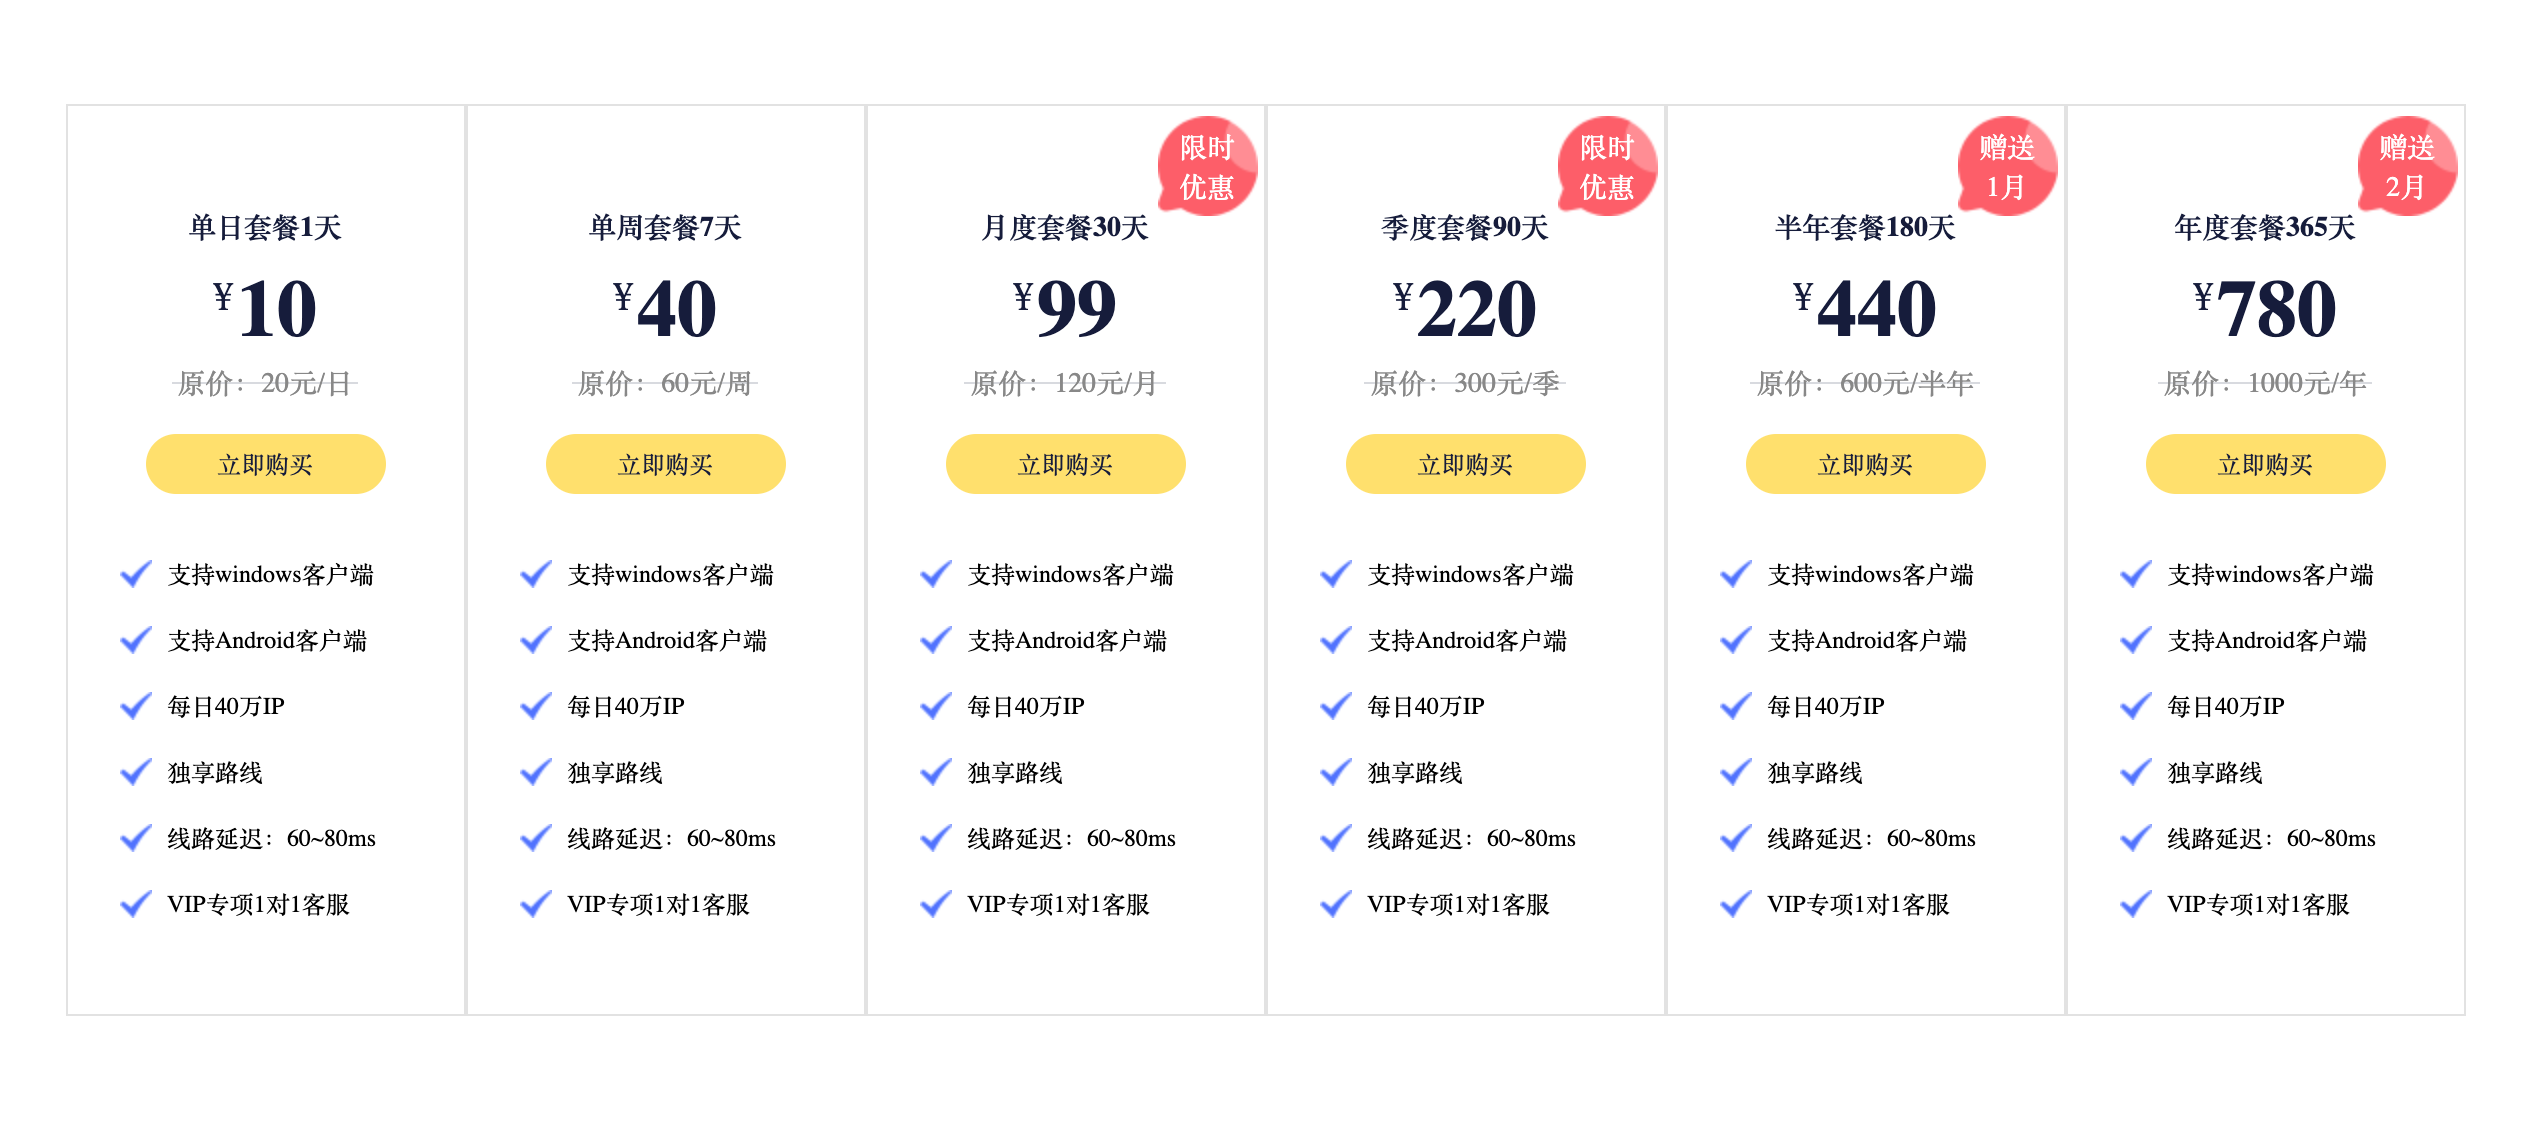 单日套餐1天
¥10
原价：20元/日
立即购买
支持windows客户端
支持Android客户端
每日40万IP
独享路线
线路延迟：60~80ms
VIP专项1对1客服
单周套餐7天
¥40
原价：60元/周
立即购买
支持windows客户端
支持Android客户端
每日40万IP
独享路线
线路延迟：60~80ms
VIP专项1对1客服
限时
优惠
月度套餐30天
¥99
原价：120元/月
立即购买
支持windows客户端
支持Android客户端
每日40万IP
独享路线
线路延迟：60~80ms
VIP专项1对1客服
限时
优惠
季度套餐90天
¥220
原价：300元/季
立即购买
支持windows客户端
支持Android客户端
每日40万IP
独享路线
线路延迟：60~80ms
VIP专项1对1客服
赠送
1月
半年套餐180天
¥440
原价：600元/半年
立即购买
支持windows客户端
支持Android客户端
每日40万IP
独享路线
线路延迟：60~80ms
VIP专项1对1客服
赠送
2月
年度套餐365天
¥780
原价：1000元/年
立即购买
支持windows客户端
支持Android客户端
每日40万IP
独享路线
线路延迟：60~80ms
VIP专项1对1客服